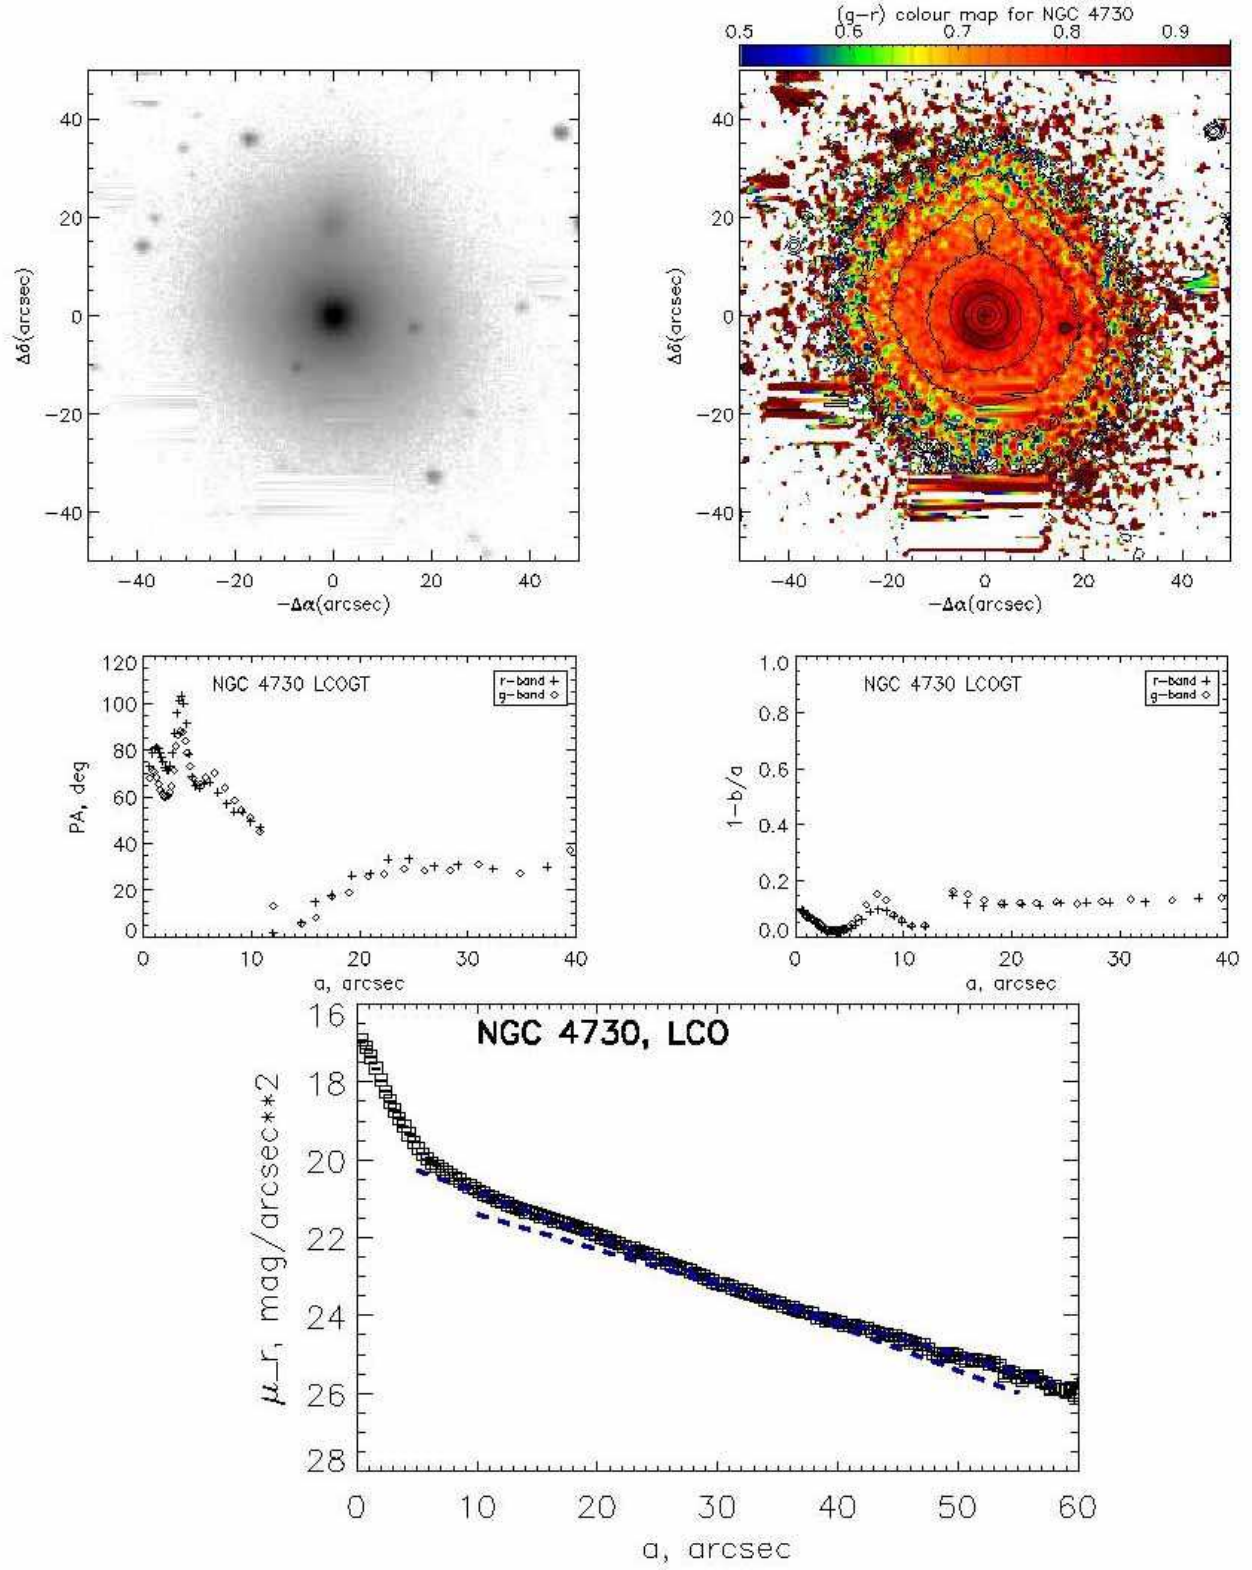 (g-r) colour map for NGC 4730
0.5 0.6 0.7 0.8 0.9
40
20
0
-20
-40
Δδ(arcsec)
-40 -20 0 20 40
-Δα(arcsec)
40
20
0
-20
-40
Δδ(arcsec)
-40 -20 0 20 40
-Δα(arcsec)
120
100
80
60
40
20
0
PA, deg
NGC 4730 LCOGT
r-band +
g-band ◇
0 10 20 30 40
a, arcsec
1.0
0.8
0.6
0.4
0.2
0.0
1-b/a
NGC 4730 LCOGT
r-band +
g-band ◇
0 10 20 30 40
a, arcsec
NGC 4730, LCO
16
18
20
22
24
26
28
μ_r, mag/arcsec**2
0 10 20 30 40 50 60
a, arcsec